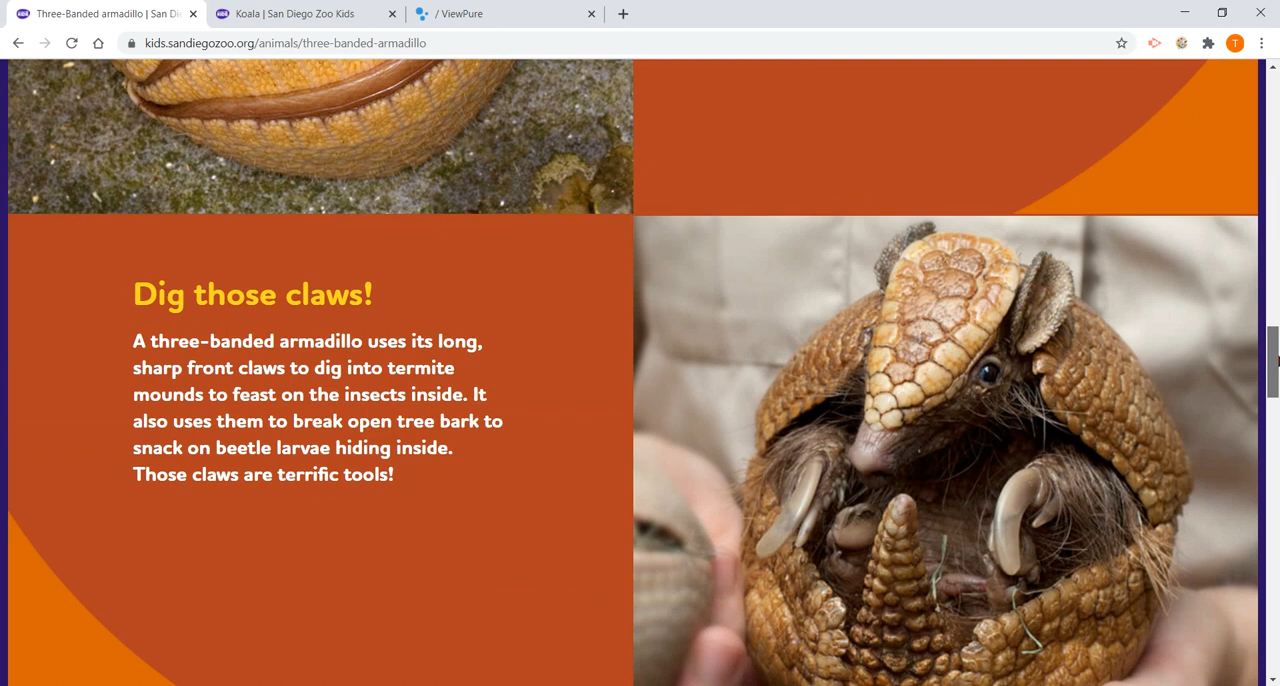 Three-Banded armadillo | San Die
Koala | San Diego Zoo Kids
/ ViewPure
kids.sandiegozoo.org/animals/three-banded-armadillo
T
Dig those claws!
A three-banded armadillo uses its long,
sharp front claws to dig into termite
mounds to feast on the insects inside. It
also uses them to break open tree bark to
snack on beetle larvae hiding inside.
Those claws are terrific tools!